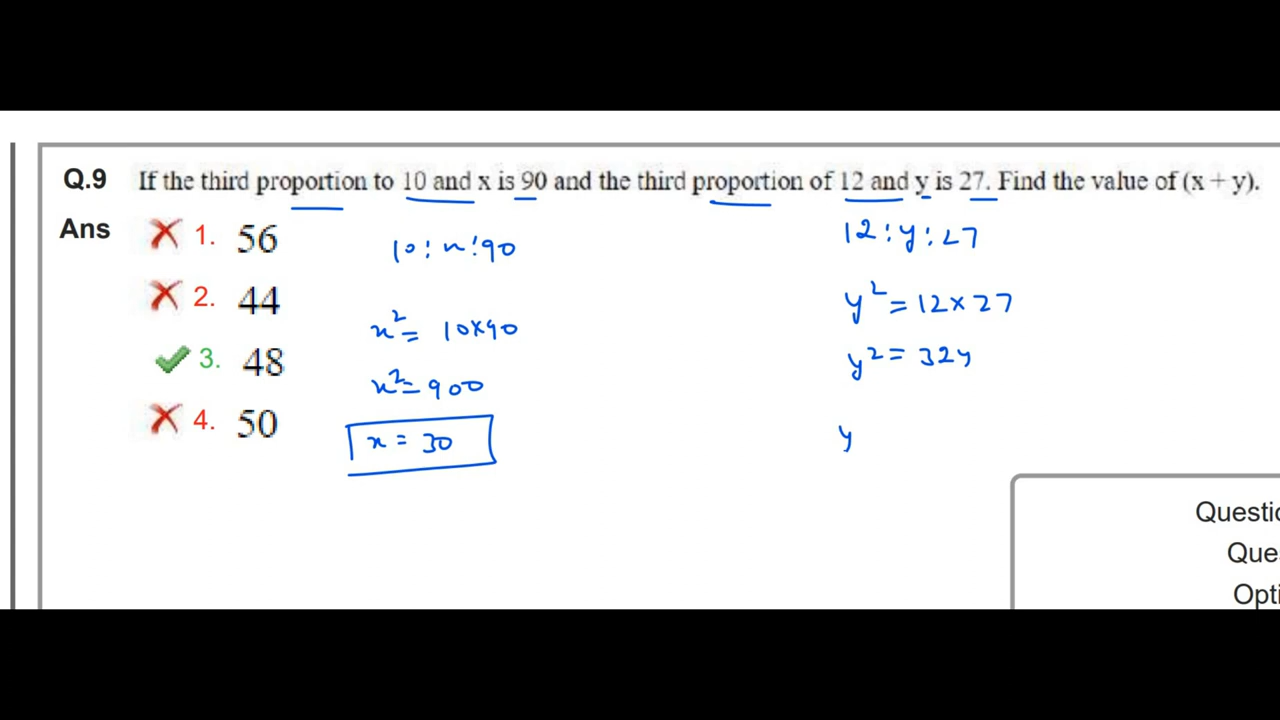 Q.9 If the third proportion to 10 and x is 90 and the third proportion of 12 and y is 27. Find the value of (x + y).
Ans
1. 56
2. 44
3. 48
4. 50
10:x:90
x² = 10×90
x² = 900
x = 30
12:y:27
y² = 12×27
y² = 324
y
Questio
Que
Opti